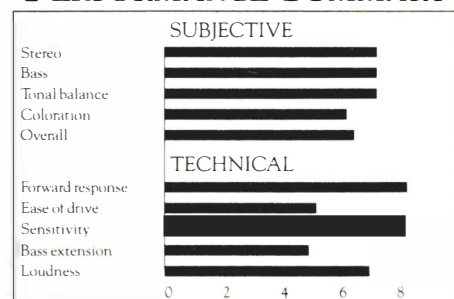 SUBJECTIVE
Stereo
Bass
Tonal balance
Coloration
Overall
TECHNICAL
Forward response
Ease of drive
Sensitivity
Bass extension
Loudness
0 2 4 6 8